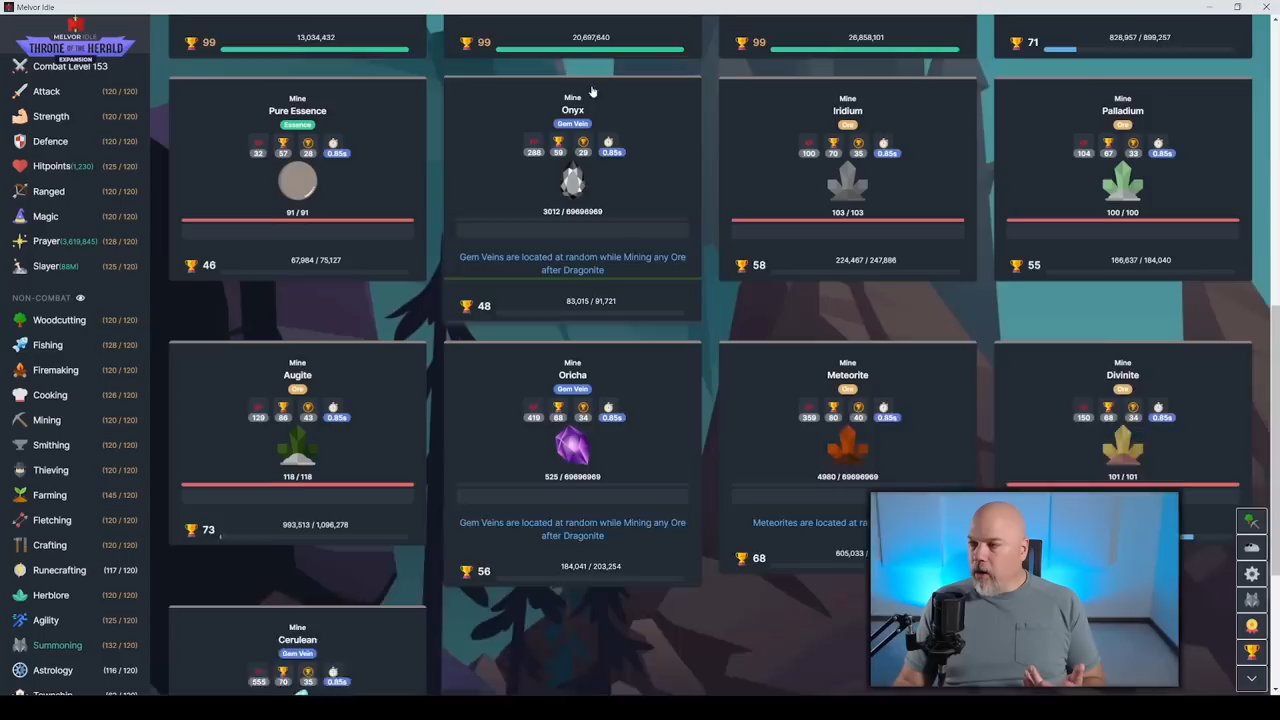 Melvor Idle
MELVOR IDLE
THRONE OF THE HERALD
EXPANSION
Combat Level 153
Attack (120 / 120)
Strength (120 / 120)
Defence (120 / 120)
Hitpoints(1,230) (125 / 120)
Ranged (120 / 120)
Magic (120 / 120)
Prayer(3,619,845) (128 / 120)
Slayer(88M) (125 / 120)
NON-COMBAT
Woodcutting (120 / 120)
Fishing (128 / 120)
Firemaking (120 / 120)
Cooking (126 / 120)
Mining (120 / 120)
Smithing (120 / 120)
Thieving (120 / 120)
Farming (145 / 120)
Fletching (120 / 120)
Crafting (120 / 120)
Runecrafting (117 / 120)
Herblore (120 / 120)
Agility (125 / 120)
Summoning (132 / 120)
Astrology (116 / 120)
99 13,034,432
99 20,697,640
99 26,858,101
71 828,957 / 899,257
Mine
Pure Essence
Essence
32 57 28 0.85s
91 / 91
46 67,984 / 75,127
Mine
Onyx
Gem Vein
288 59 29 0.85s
3012 / 69696969
Gem Veins are located at random while Mining any Ore
after Dragonite
48 83,015 / 91,721
Mine
Iridium
Ore
100 70 35 0.85s
103 / 103
58 224,467 / 247,886
Mine
Palladium
Ore
104 67 33 0.85s
100 / 100
55 166,637 / 184,040
Mine
Augite
Ore
129 86 43 0.85s
118 / 118
73 993,513 / 1,096,278
Mine
Oricha
Gem Vein
419 68 34 0.85s
525 / 69696969
Gem Veins are located at random while Mining any Ore
after Dragonite
56 184,041 / 203,254
Mine
Meteorite
Ore
359 80 40 0.85s
4980 / 69696969
Meteorites are located at ra
68 605,033 /
Mine
Divinite
Ore
150 68 34 0.85s
101 / 101
Mine
Cerulean
Gem Vein
555 70 35 0.85s